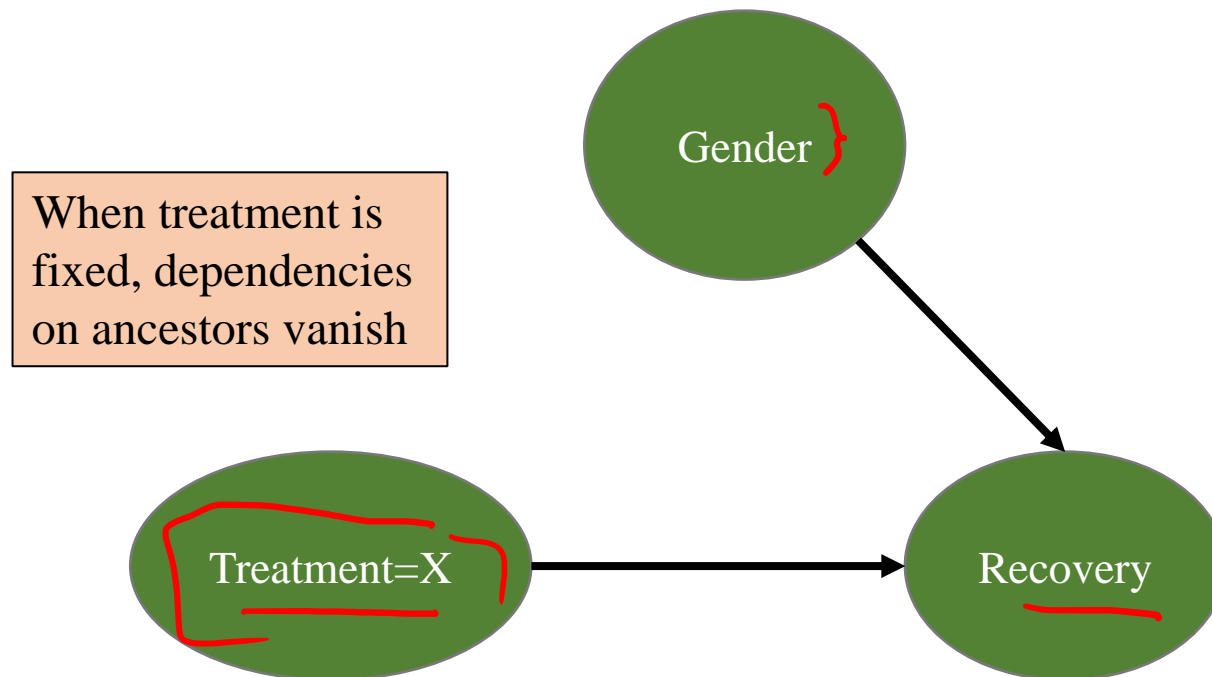 Gender
When treatment is
fixed, dependencies
on ancestors vanish
Treatment=X
Recovery